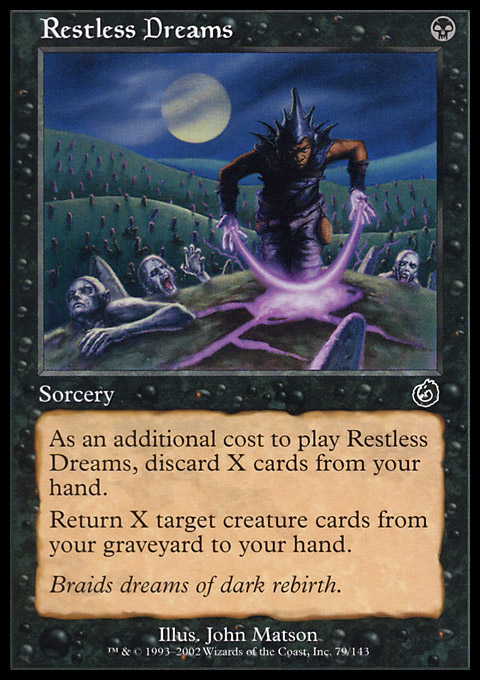 Restless Dreams
Sorcery
As an additional cost to play Restless
Dreams, discard X cards from your
hand.
Return X target creature cards from
your graveyard to your hand.
Braids dreams of dark rebirth.
Illus. John Matson
™ & © 1993–2002 Wizards of the Coast, Inc. 79/143